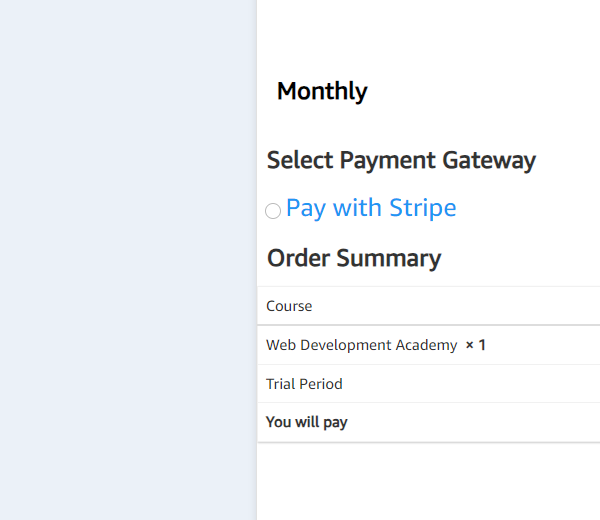 Monthly
Select Payment Gateway
Pay with Stripe
Order Summary
Course
Web Development Academy × 1
Trial Period
You will pay